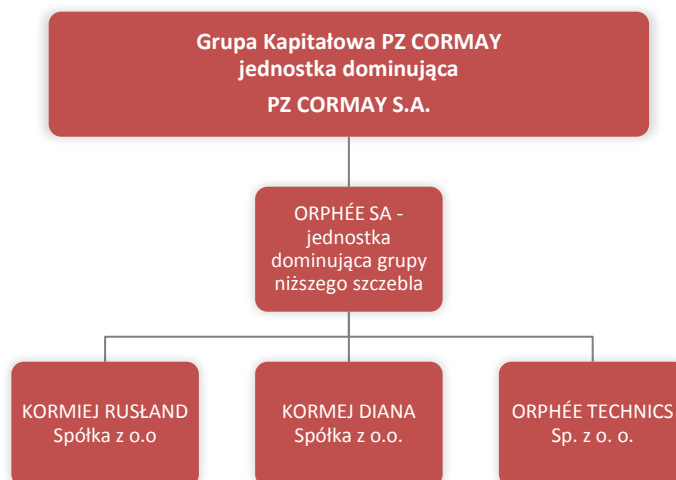 Grupa Kapitałowa PZ CORMAY
jednostka dominująca
PZ CORMAY S.A.
ORPHÉE SA -
jednostka
dominująca grupy
niższego szczebla
KORMIEJ RUSŁAND
Spółka z o.o
KORMEJ DIANA
Spółka z o.o.
ORPHÉE TECHNICS
Sp. z o. o.